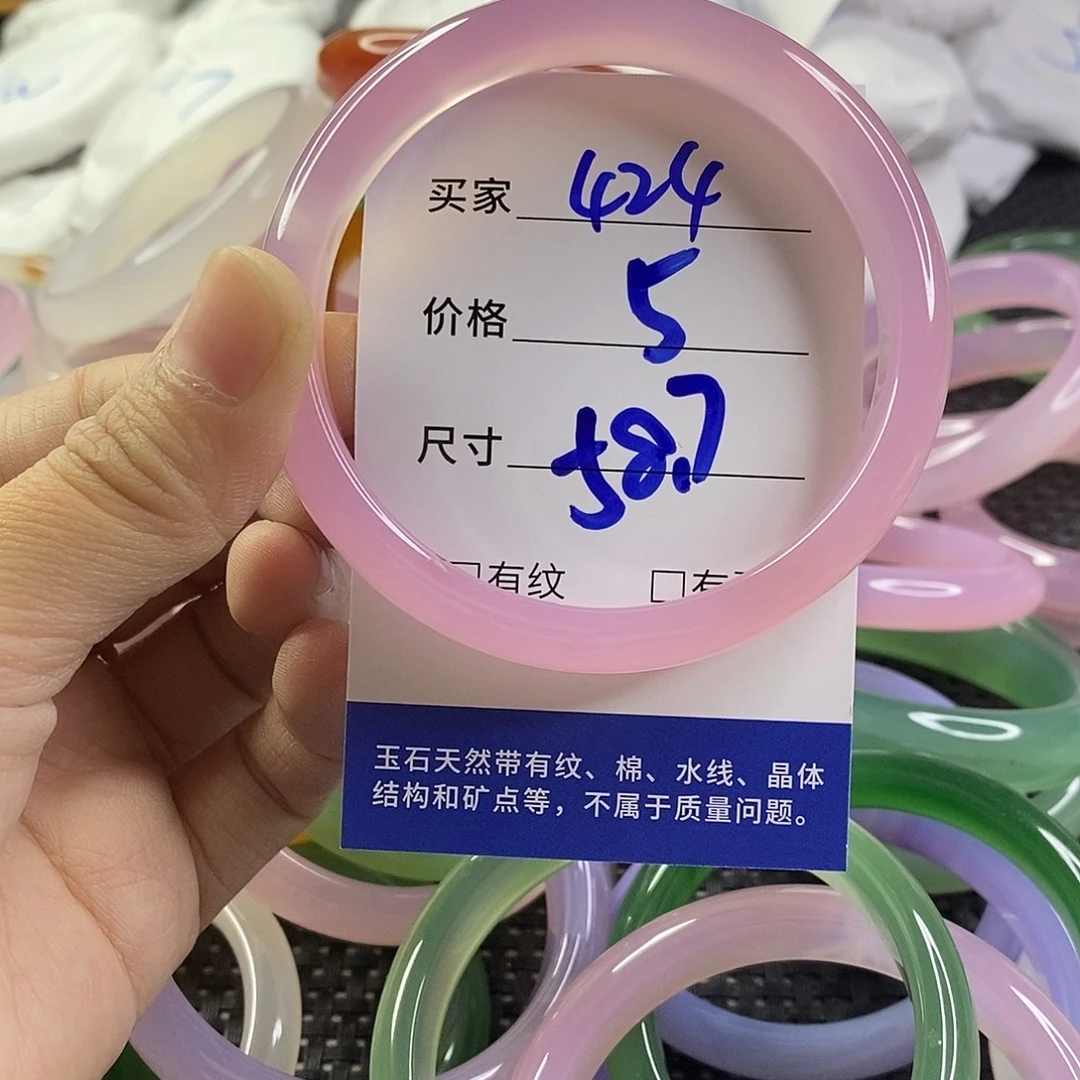 买家 424
价格 5
尺寸 58.7
□有纹 □有
玉石天然带有纹、棉、水线、晶体
结构和矿点等，不属于质量问题。